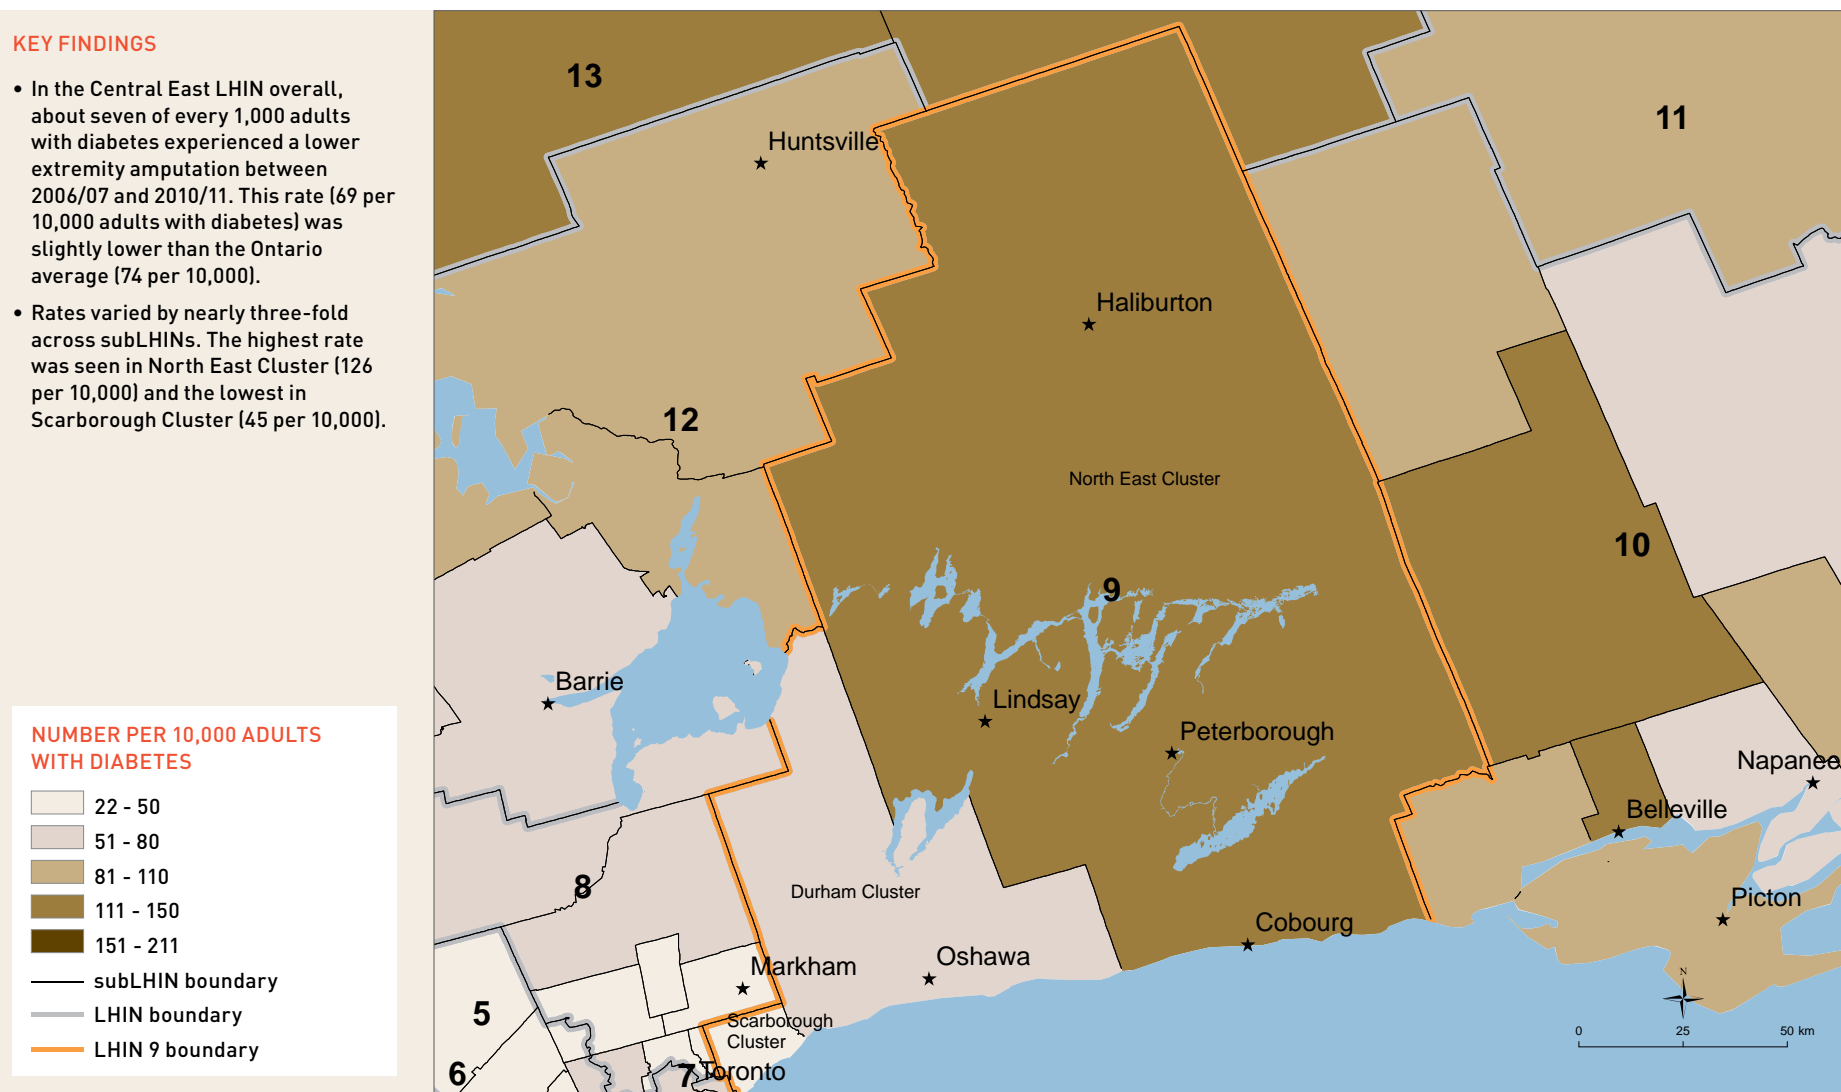 KEY FINDINGS
• In the Central East LHIN overall,
about seven of every 1,000 adults
with diabetes experienced a lower
extremity amputation between
2006/07 and 2010/11. This rate (69 per
10,000 adults with diabetes) was
slightly lower than the Ontario
average (74 per 10,000).
• Rates varied by nearly three-fold
across subLHINs. The highest rate
was seen in North East Cluster (126
per 10,000) and the lowest in
Scarborough Cluster (45 per 10,000).
NUMBER PER 10,000 ADULTS
WITH DIABETES
22 - 50
51 - 80
81 - 110
111 - 150
151 - 211
subLHIN boundary
LHIN boundary
LHIN 9 boundary
13
11
Huntsville
Haliburton
12
North East Cluster
10
9
Barrie
Lindsay
Peterborough
Napanee
Belleville
8
Durham Cluster
Picton
Cobourg
Oshawa
Markham
N
5
Scarborough
Cluster
0 25 50 km
6
7
Toronto